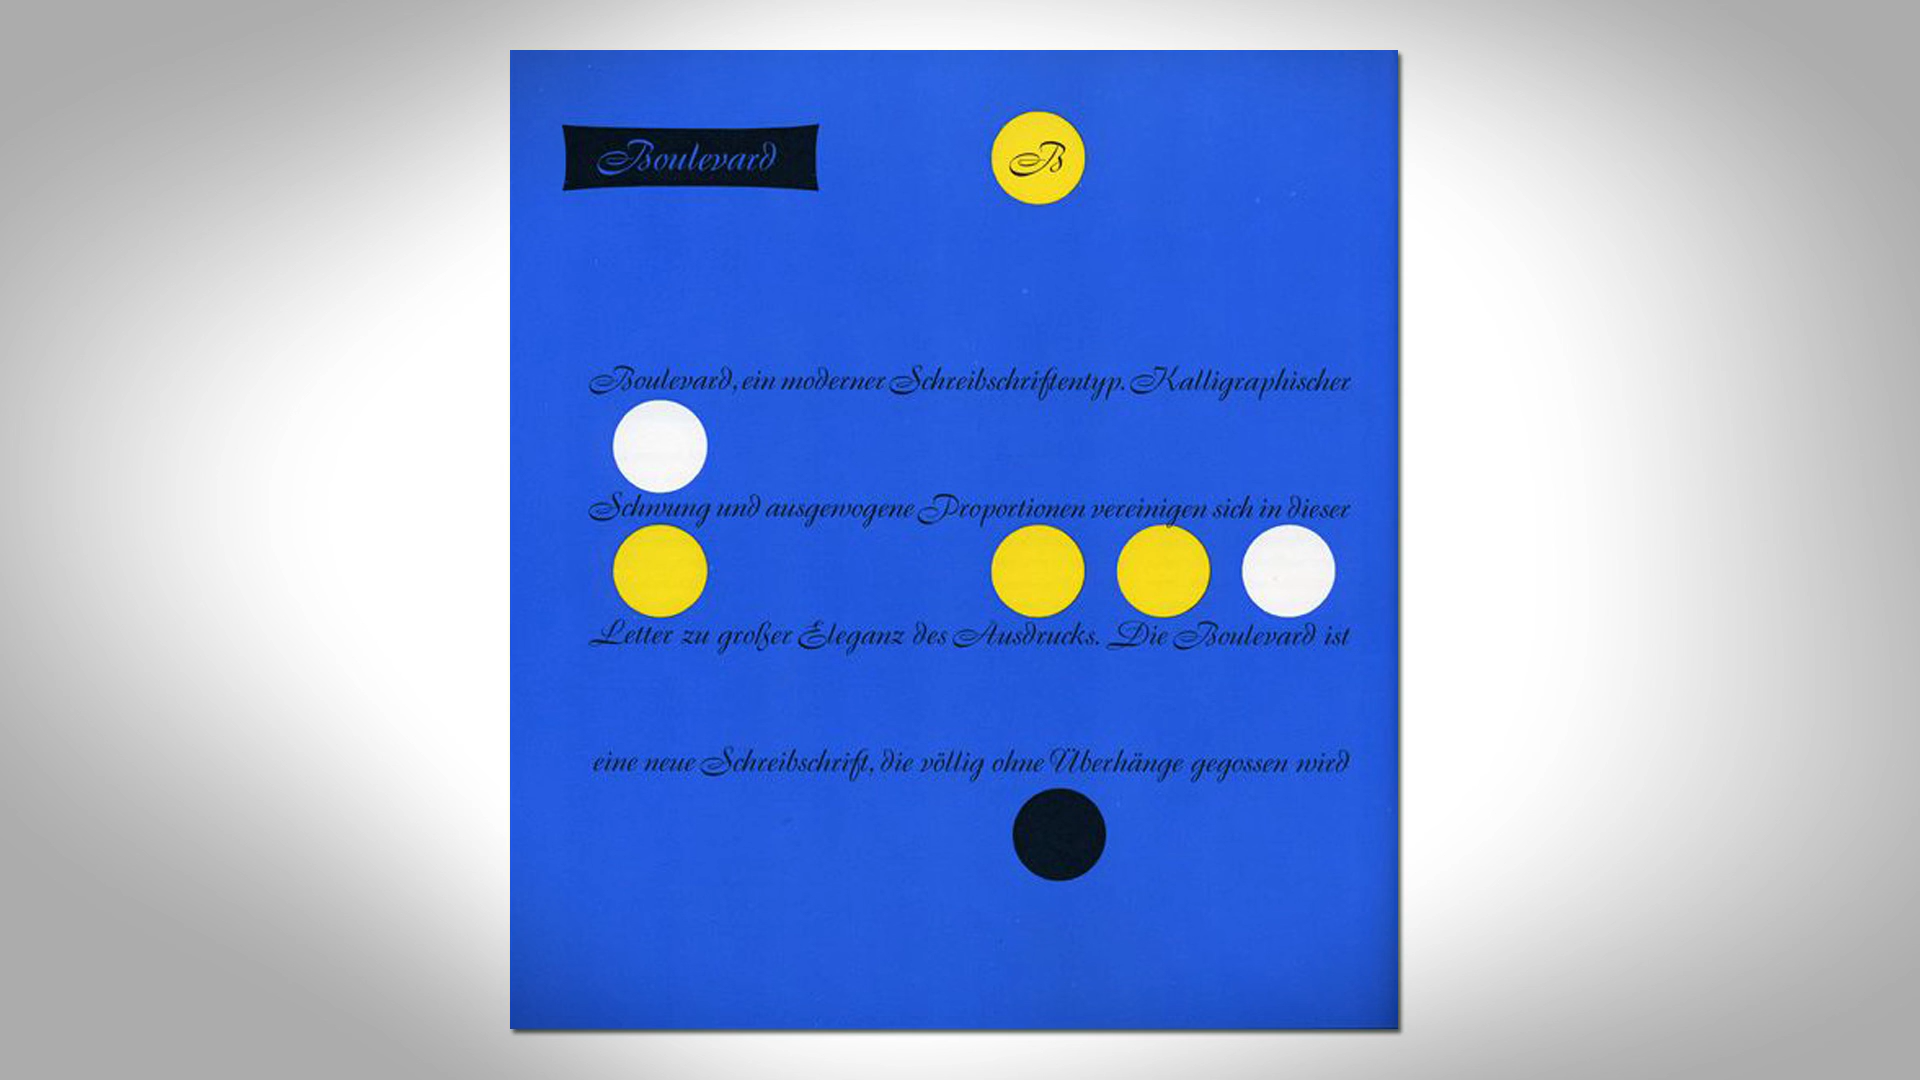 Boulevard
B
Boulevard, ein moderner Schreibschriftentyp. Kalligraphischer
Schwung und ausgewogene Proportionen vereinigen sich in dieser
Letter zu großer Eleganz des Ausdrucks. Die Boulevard ist
eine neue Schreibschrift, die völlig ohne Überhänge gegossen wird